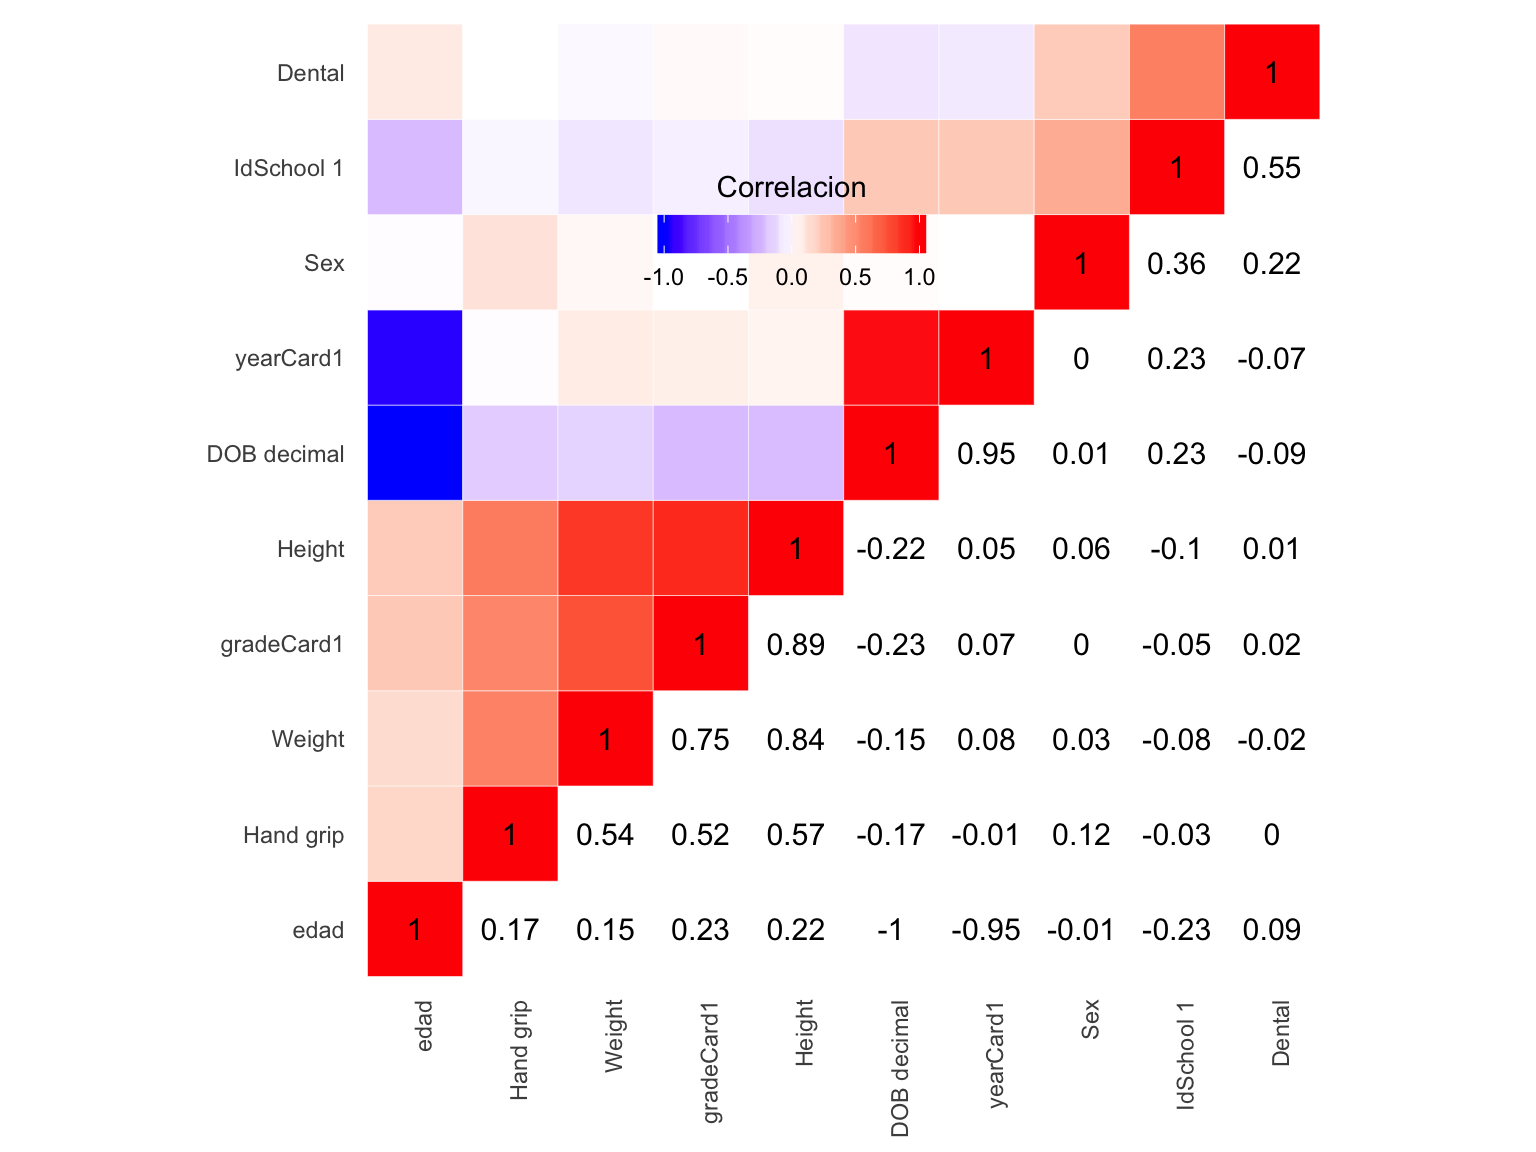 Dental 1
IdSchool 1 1 0.55
Correlacion
-1.0 -0.5 0.0 0.5 1.0
Sex 1 0.36 0.22
yearCard1 1 0 0.23 -0.07
DOB decimal 1 0.95 0.01 0.23 -0.09
Height 1 -0.22 0.05 0.06 -0.1 0.01
gradeCard1 1 0.89 -0.23 0.07 0 -0.05 0.02
Weight 1 0.75 0.84 -0.15 0.08 0.03 -0.08 -0.02
Hand grip 1 0.54 0.52 0.57 -0.17 -0.01 0.12 -0.03 0
edad 1 0.17 0.15 0.23 0.22 -1 -0.95 -0.01 -0.23 0.09
edad
Hand grip
Weight
gradeCard1
Height
DOB decimal
yearCard1
Sex
IdSchool 1
Dental